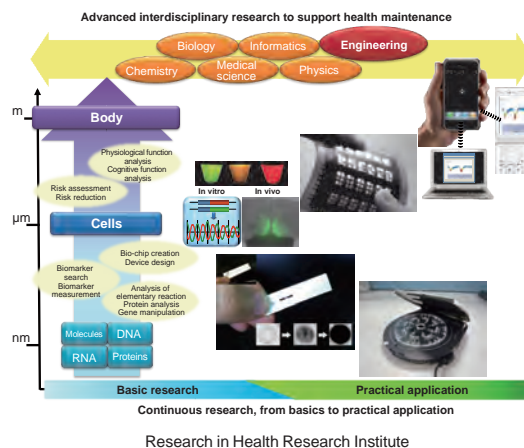 Advanced interdisciplinary research to support health maintenance
Biology
Informatics
Engineering
Chemistry
Medical
science
Physics
m
Body
Physiological function
analysis
Cognitive function
analysis
Risk assessment
Risk reduction
In vitro
In vivo
µm
Cells
Bio-chip creation
Device design
Biomarker
search
Biomarker
measurement
Analysis of
elementary reaction
Protein analysis
Gene manipulation
nm
Molecules
DNA
RNA
Proteins
Basic research
Practical application
Continuous research, from basics to practical application
Research in Health Research Institute